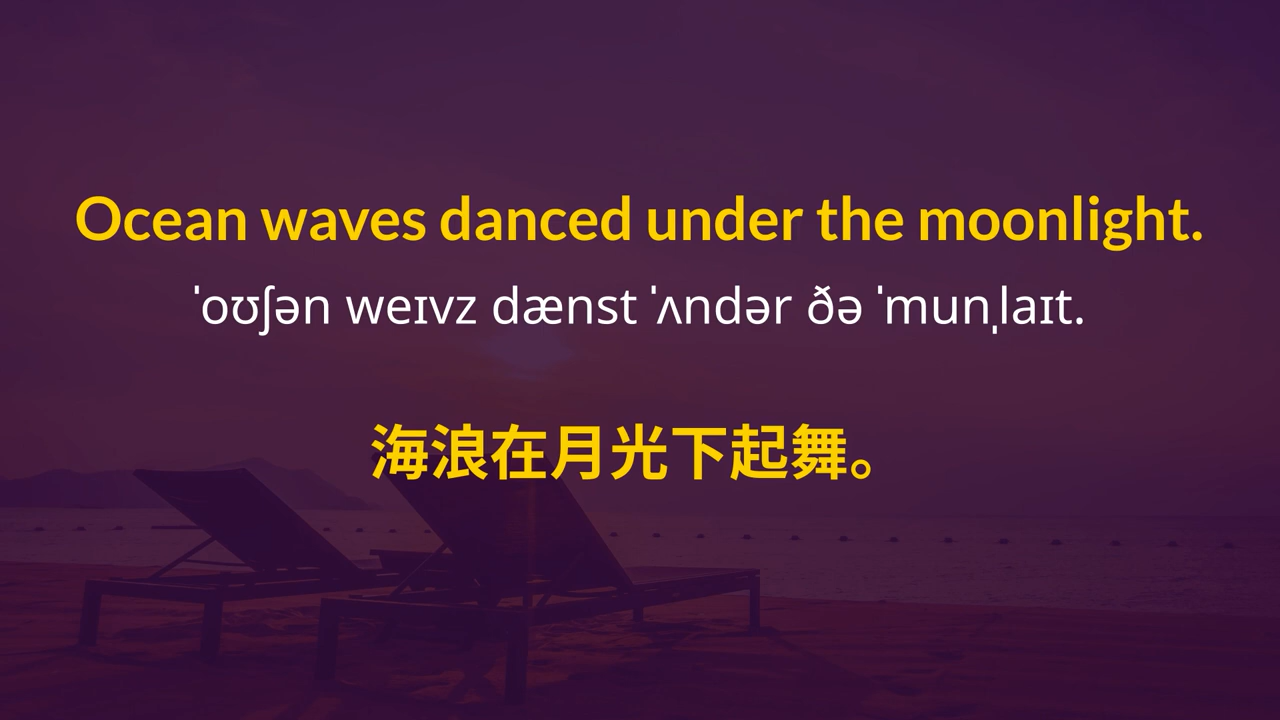 Ocean waves danced under the moonlight.
ˈoʊʃən weɪvz dænst ˈʌndər ðə ˈmunˌlaɪt.
海浪在月光下起舞。